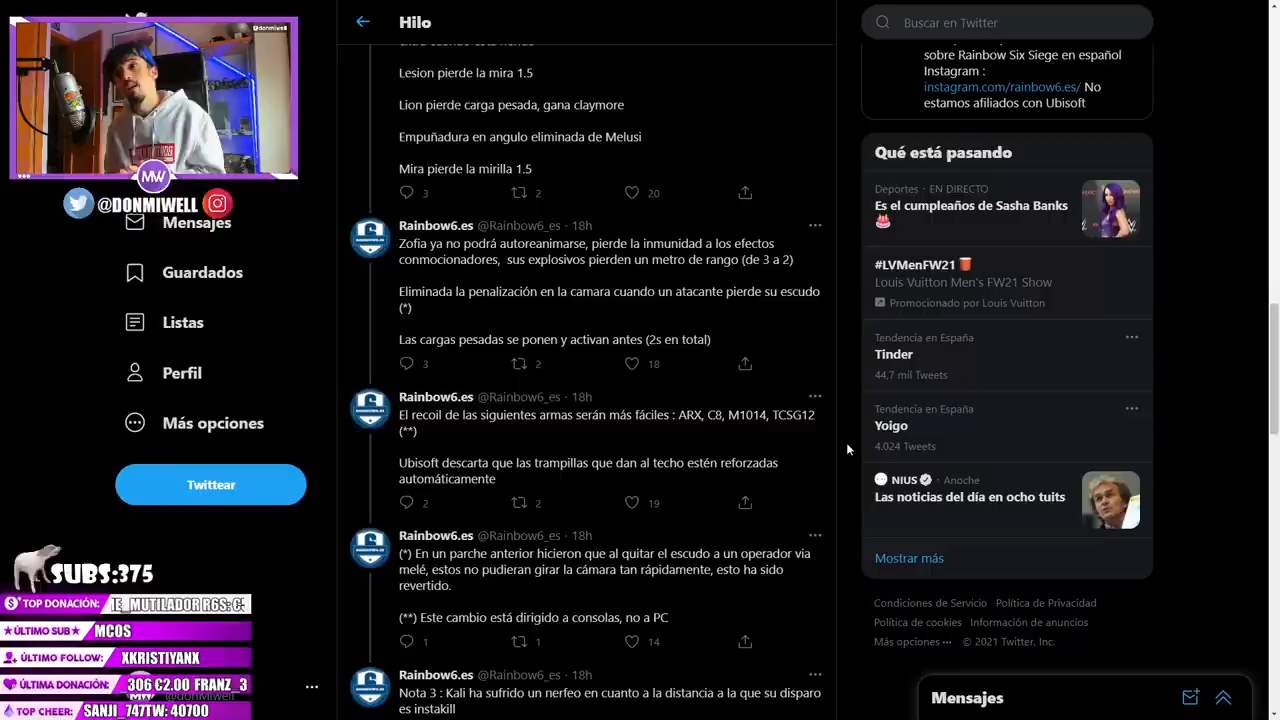 @donmiwell
MW
@DONMIWELL
Mensajes
Guardados
Listas
Perfil
Más opciones
Twittear
SUBS:375
TOP DONACIÓN:
E_MUTILADOR R6S:
ÚLTIMO SUB
MCOS
ÚLTIMO FOLLOW:
XKRISTIYANX
ÚLTIMA DONACIÓN:
306 €2.00 FRANZ_3
@donmiwell
TOP CHEER:
SANJI_747TW: 40700
Hilo
Lesion pierde la mira 1.5
Lion pierde carga pesada, gana claymore
Empuñadura en angulo eliminada de Melusi
Mira pierde la mirilla 1.5
3 2 20
Rainbow6.es @Rainbow6_es · 18h
Zofia ya no podrá autoreanimarse, pierde la inmunidad a los efectos
conmocionadores, sus explosivos pierden un metro de rango (de 3 a 2)
Eliminada la penalización en la camara cuando un atacante pierde su escudo
(*)
Las cargas pesadas se ponen y activan antes (2s en total)
3 2 18
Rainbow6.es @Rainbow6_es · 18h
El recoil de las siguientes armas serán más fáciles : ARX, C8, M1014, TCSG12
(**)
Ubisoft descarta que las trampillas que dan al techo estén reforzadas
automáticamente
2 2 19
Rainbow6.es @Rainbow6_es · 18h
(*) En un parche anterior hicieron que al quitar el escudo a un operador via
melé, estos no pudieran girar la cámara tan rápidamente, esto ha sido
revertido.
(**) Este cambio está dirigido a consolas, no a PC
1 1 14
Rainbow6.es @Rainbow6_es · 18h
Nota 3 : Kali ha sufrido un nerfeo en cuanto a la distancia a la que su disparo
es instakill
Buscar en Twitter
sobre Rainbow Six Siege en español
Instagram :
instagram.com/rainbow6.es/ No
estamos afiliados con Ubisoft
Qué está pasando
Deportes · EN DIRECTO
Es el cumpleaños de Sasha Banks
#LVMenFW21
Louis Vuitton Men's FW21 Show
Promocionado por Louis Vuitton
Tendencia en España
Tinder
44,7 mil Tweets
Tendencia en España
Yoigo
4.024 Tweets
NIUS · Anoche
Las noticias del día en ocho tuits
Mostrar más
Condiciones de Servicio Política de Privacidad
Política de cookies Información de anuncios
Más opciones ··· © 2021 Twitter, Inc.
Mensajes